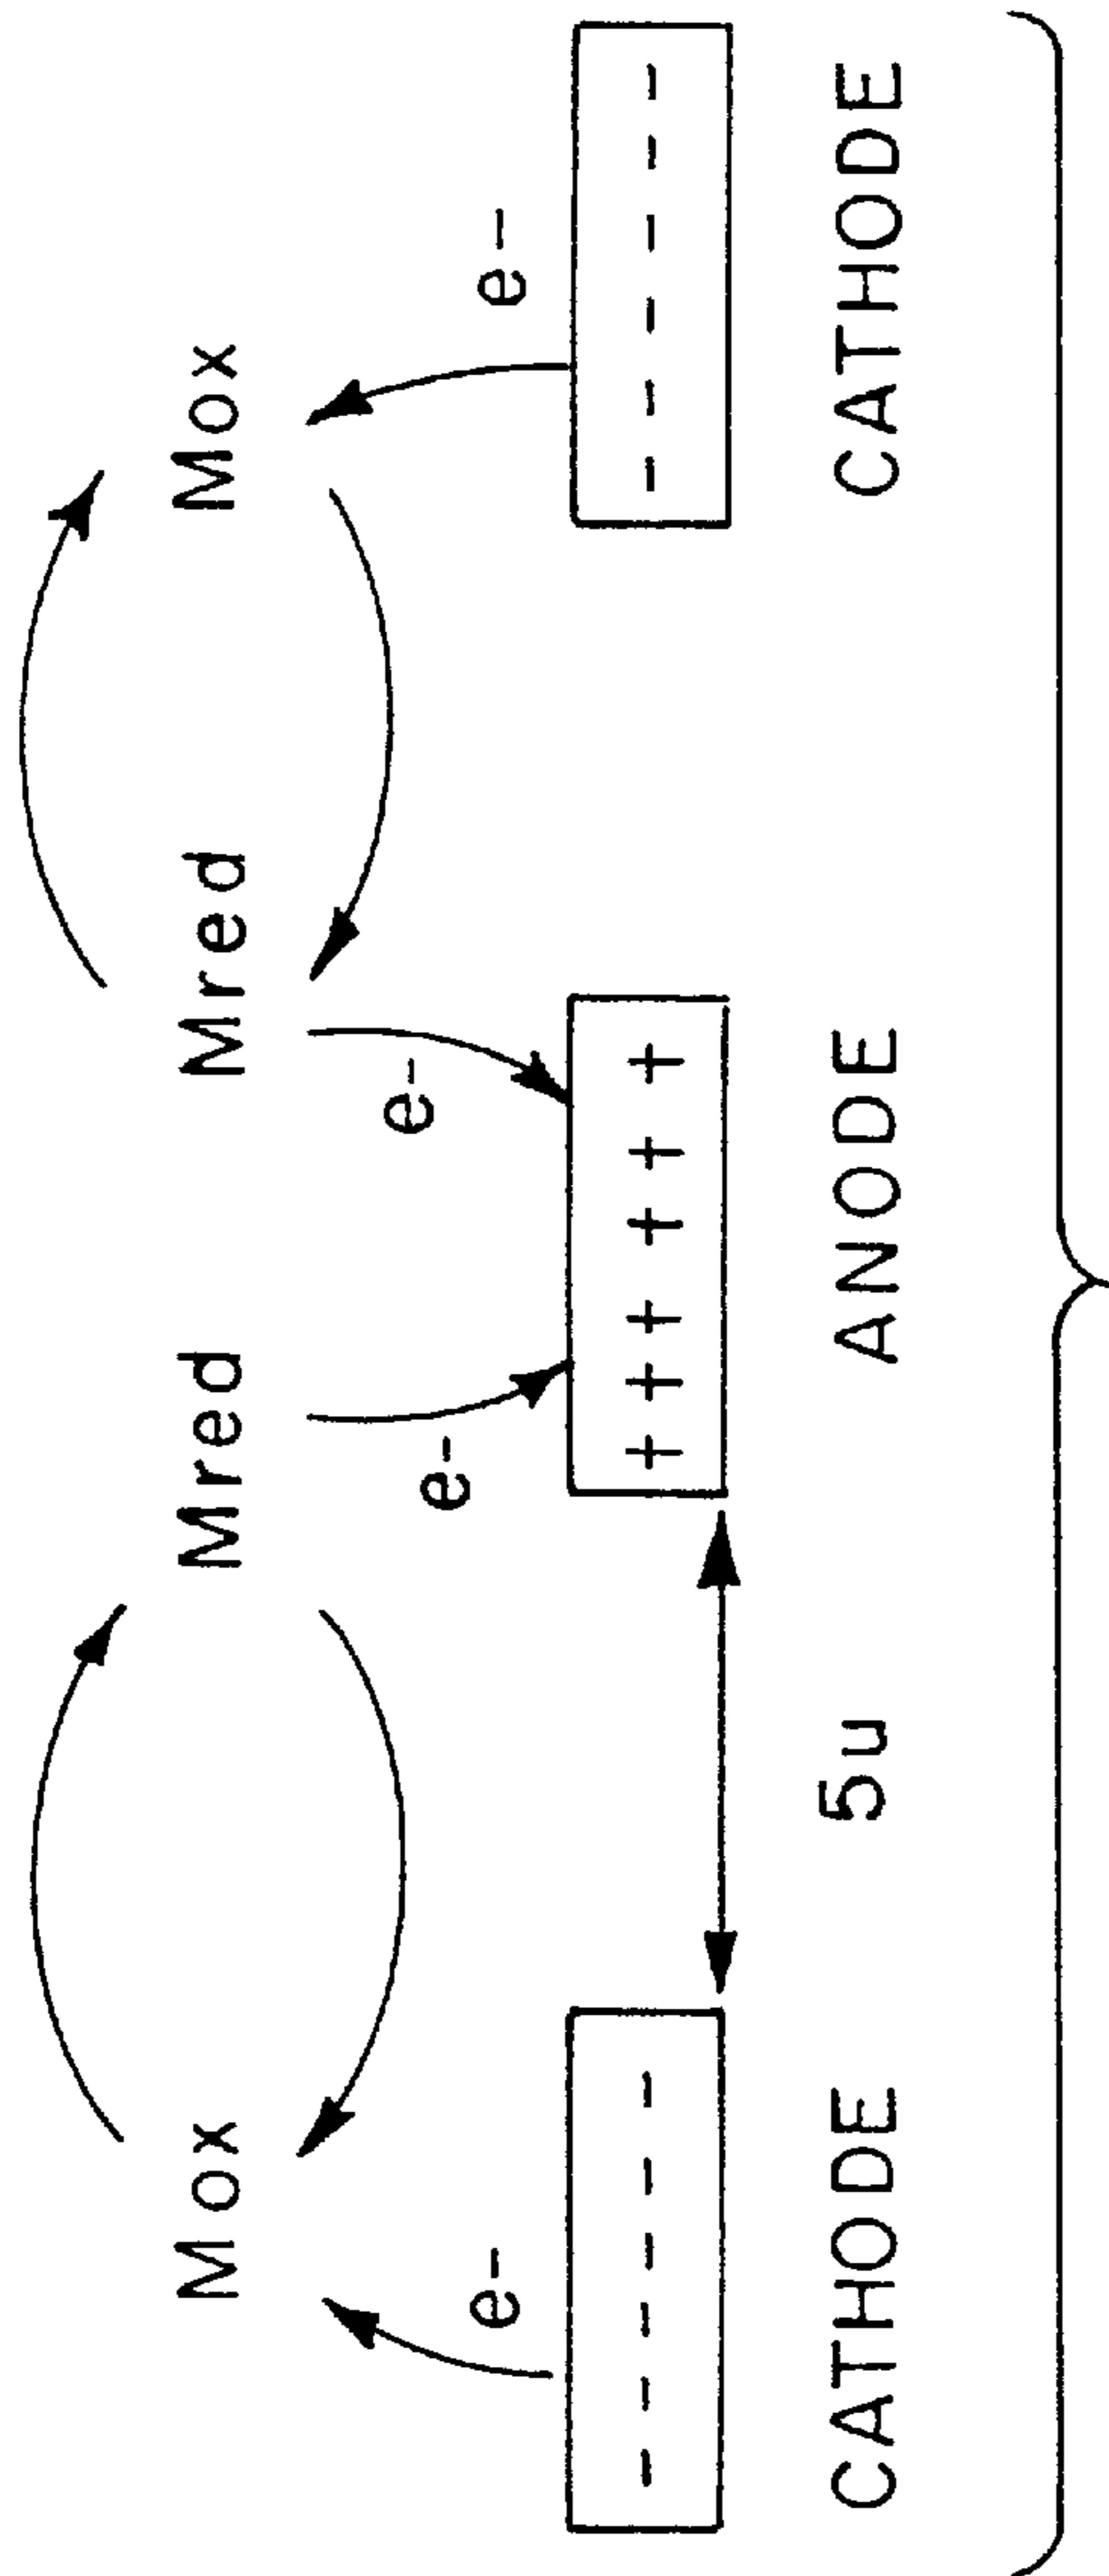 Mox Mred Mred Mox
e- e- e- e-
- - - - - - + + + + + + - - - - - -
CATHODE 5u ANODE CATHODE